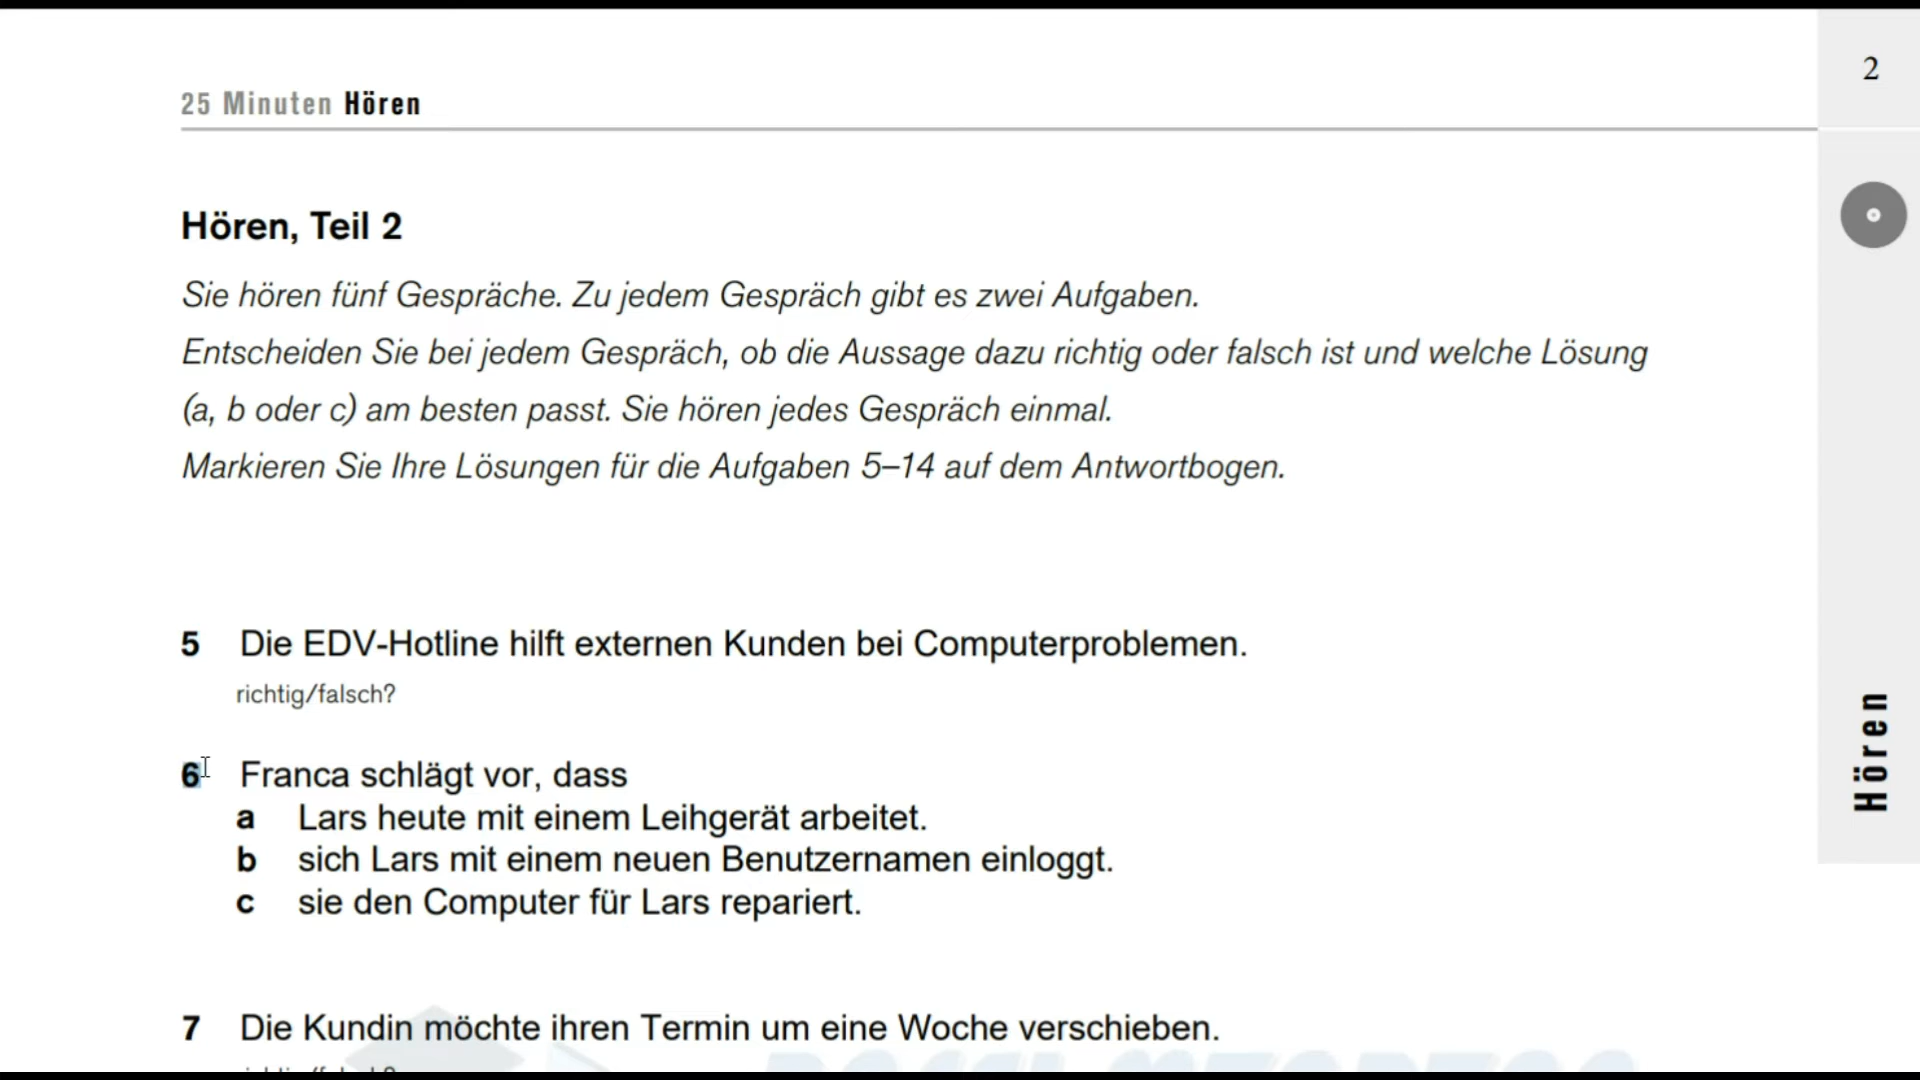 2
25 Minuten Hören
Hören, Teil 2
Sie hören fünf Gespräche. Zu jedem Gespräch gibt es zwei Aufgaben.
Entscheiden Sie bei jedem Gespräch, ob die Aussage dazu richtig oder falsch ist und welche Lösung
(a, b oder c) am besten passt. Sie hören jedes Gespräch einmal.
Markieren Sie Ihre Lösungen für die Aufgaben 5–14 auf dem Antwortbogen.
5 Die EDV-Hotline hilft externen Kunden bei Computerproblemen.
richtig/falsch?
6 Franca schlägt vor, dass
a Lars heute mit einem Leihgerät arbeitet.
b sich Lars mit einem neuen Benutzernamen einloggt.
c sie den Computer für Lars repariert.
7 Die Kundin möchte ihren Termin um eine Woche verschieben.
Hören